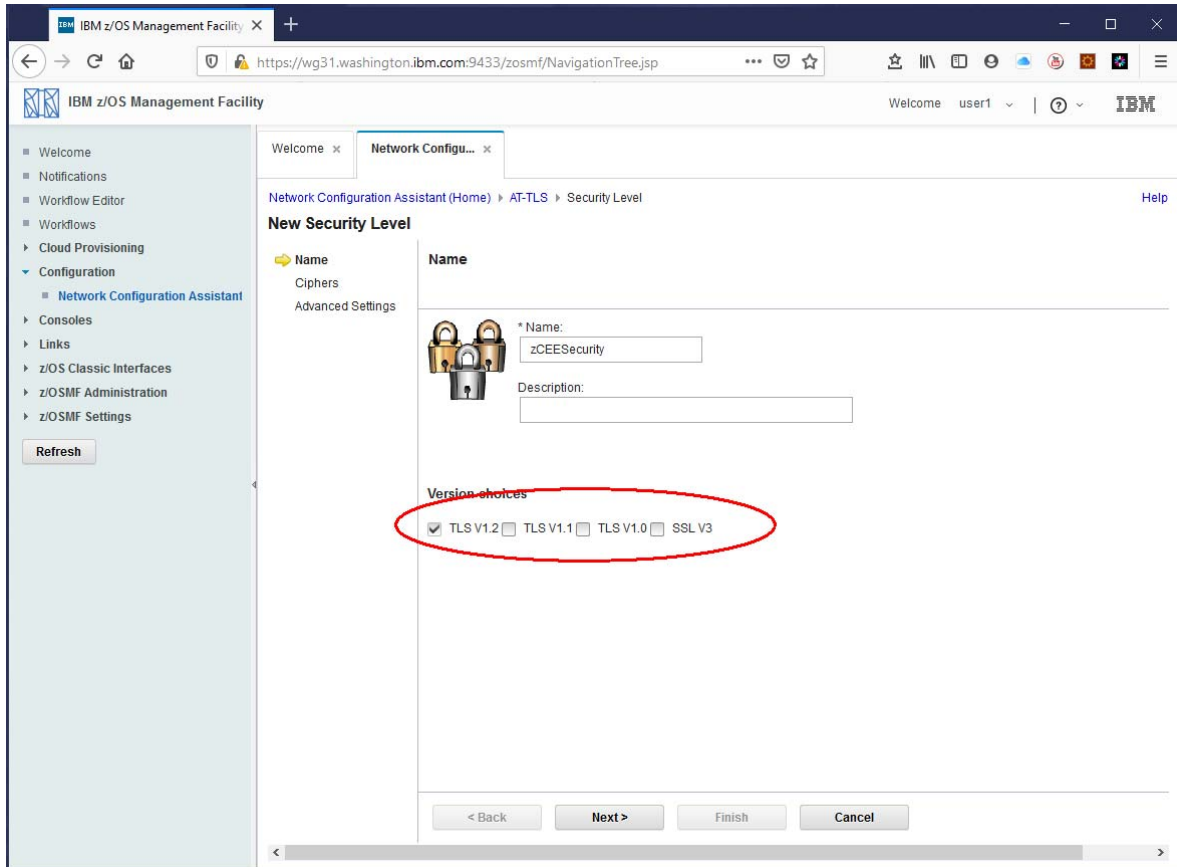 IBM IBM z/OS Management Facility
https://wg31.washington.ibm.com:9433/zosmf/NavigationTree.jsp
IBM z/OS Management Facility
Welcome user1
IBM
Welcome
Notifications
Workflow Editor
Workflows
Cloud Provisioning
Configuration
Network Configuration Assistant
Consoles
Links
z/OS Classic Interfaces
z/OSMF Administration
z/OSMF Settings
Refresh
Welcome
Network Configu...
Network Configuration Assistant (Home) AT-TLS Security Level
Help
New Security Level
Name
Ciphers
Advanced Settings
Name
* Name:
zCEESecurity
Description:
Version choices
TLS V1.2 TLS V1.1 TLS V1.0 SSL V3
< Back Next > Finish Cancel